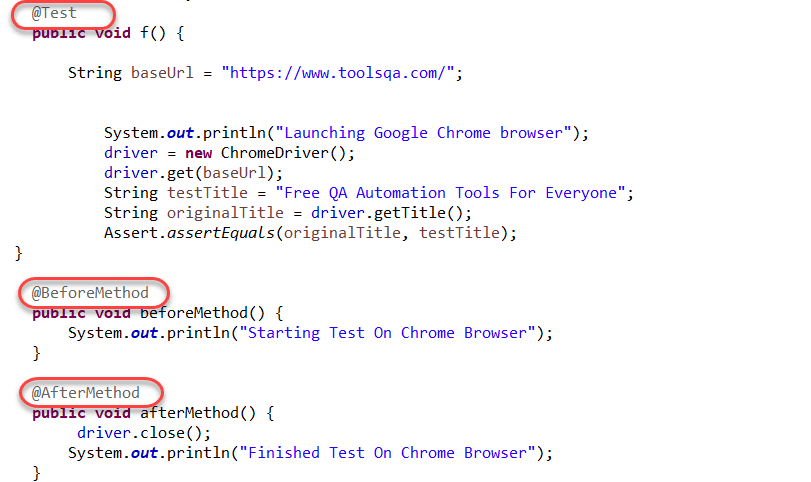 @Test
public void f() {
String baseUrl = "https://www.toolsqa.com/";
System.out.println("Launching Google Chrome browser");
driver = new ChromeDriver();
driver.get(baseUrl);
String testTitle = "Free QA Automation Tools For Everyone";
String originalTitle = driver.getTitle();
Assert.assertEquals(originalTitle, testTitle);
}
@BeforeMethod
public void beforeMethod() {
System.out.println("Starting Test On Chrome Browser");
}
@AfterMethod
public void afterMethod() {
driver.close();
System.out.println("Finished Test On Chrome Browser");
}